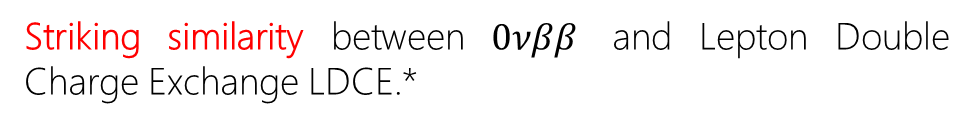 Striking similarity between 0νββ and Lepton Double
Charge Exchange LDCE.*